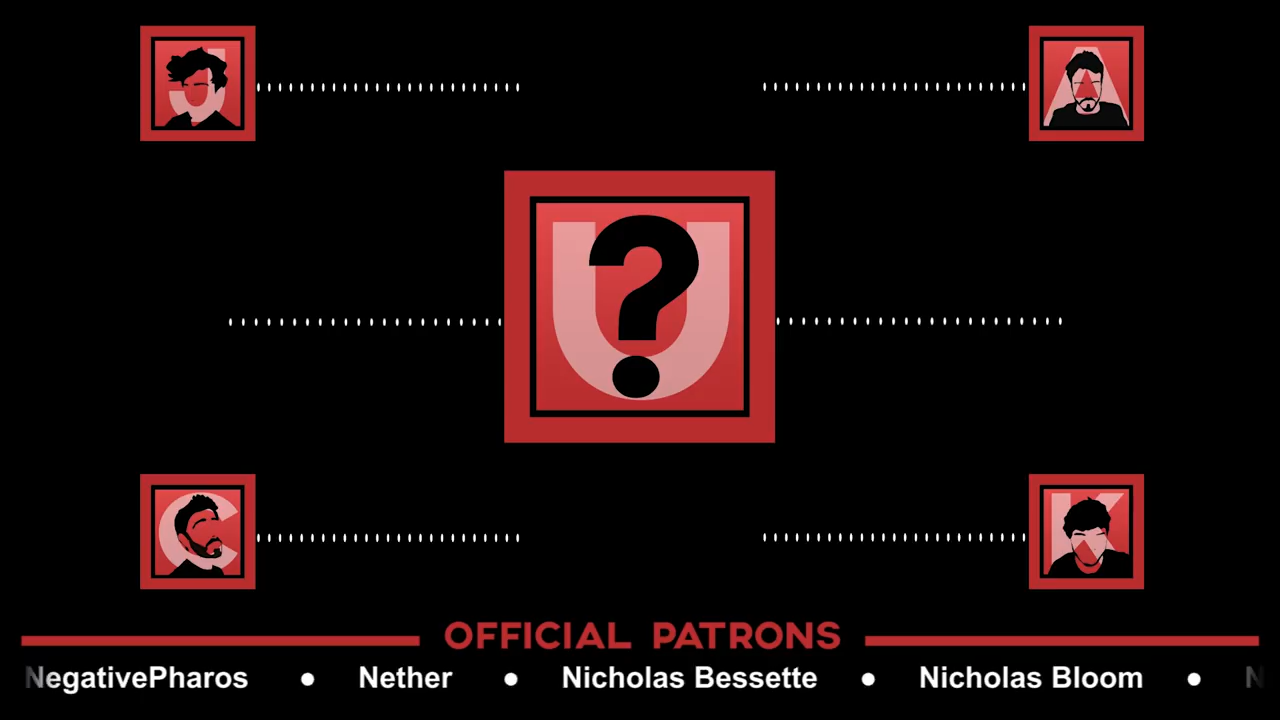 J
A
U
?
C
K
OFFICIAL PATRONS
NegativePharos • Nether • Nicholas Bessette • Nicholas Bloom • N